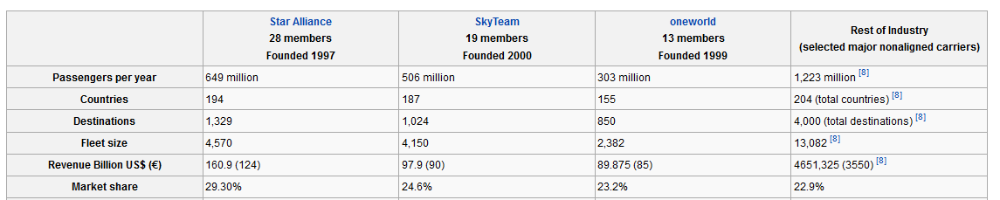 Star Alliance
28 members
Founded 1997
SkyTeam
19 members
Founded 2000
oneworld
13 members
Founded 1999
Rest of Industry
(selected major nonaligned carriers)
Passengers per year 649 million 506 million 303 million 1,223 million [8]
Countries 194 187 155 204 (total countries) [8]
Destinations 1,329 1,024 850 4,000 (total destinations) [8]
Fleet size 4,570 4,150 2,382 13,082 [8]
Revenue Billion US$ (€) 160.9 (124) 97.9 (90) 89.875 (85) 4651,325 (3550) [8]
Market share 29.30% 24.6% 23.2% 22.9%